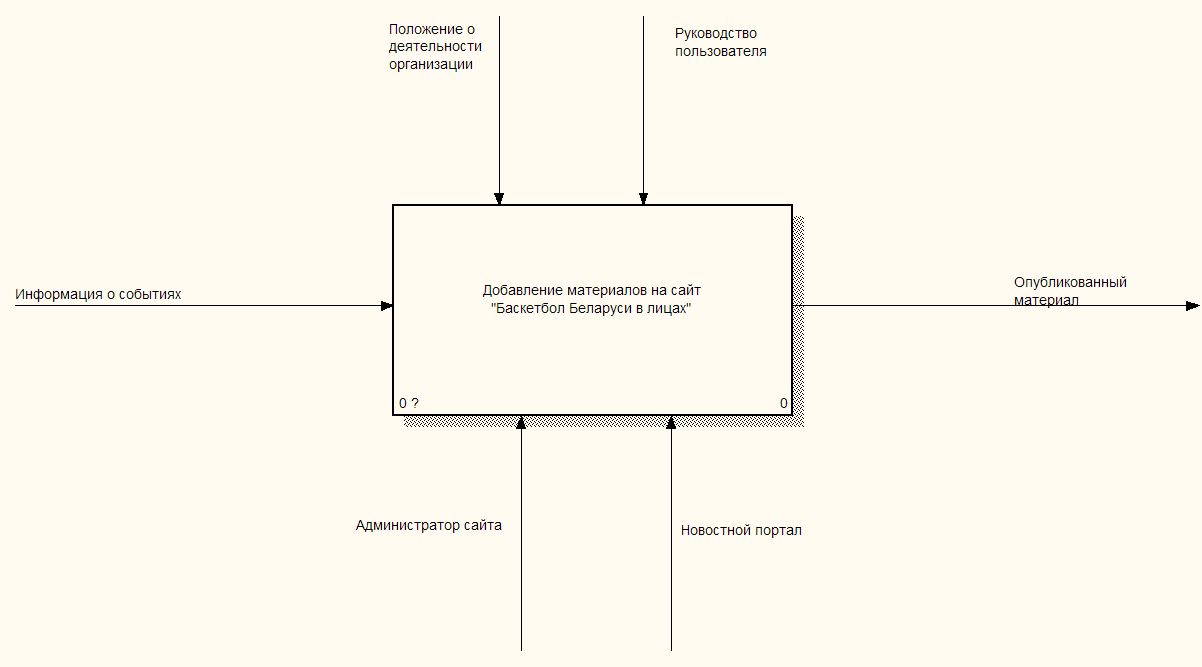 Положение о
деятельности
организации
Руководство
пользователя
Информация о событиях
Добавление материалов на сайт
"Баскетбол Беларуси в лицах"
Опубликованный
материал
0 ?
0
Администратор сайта
Новостной портал